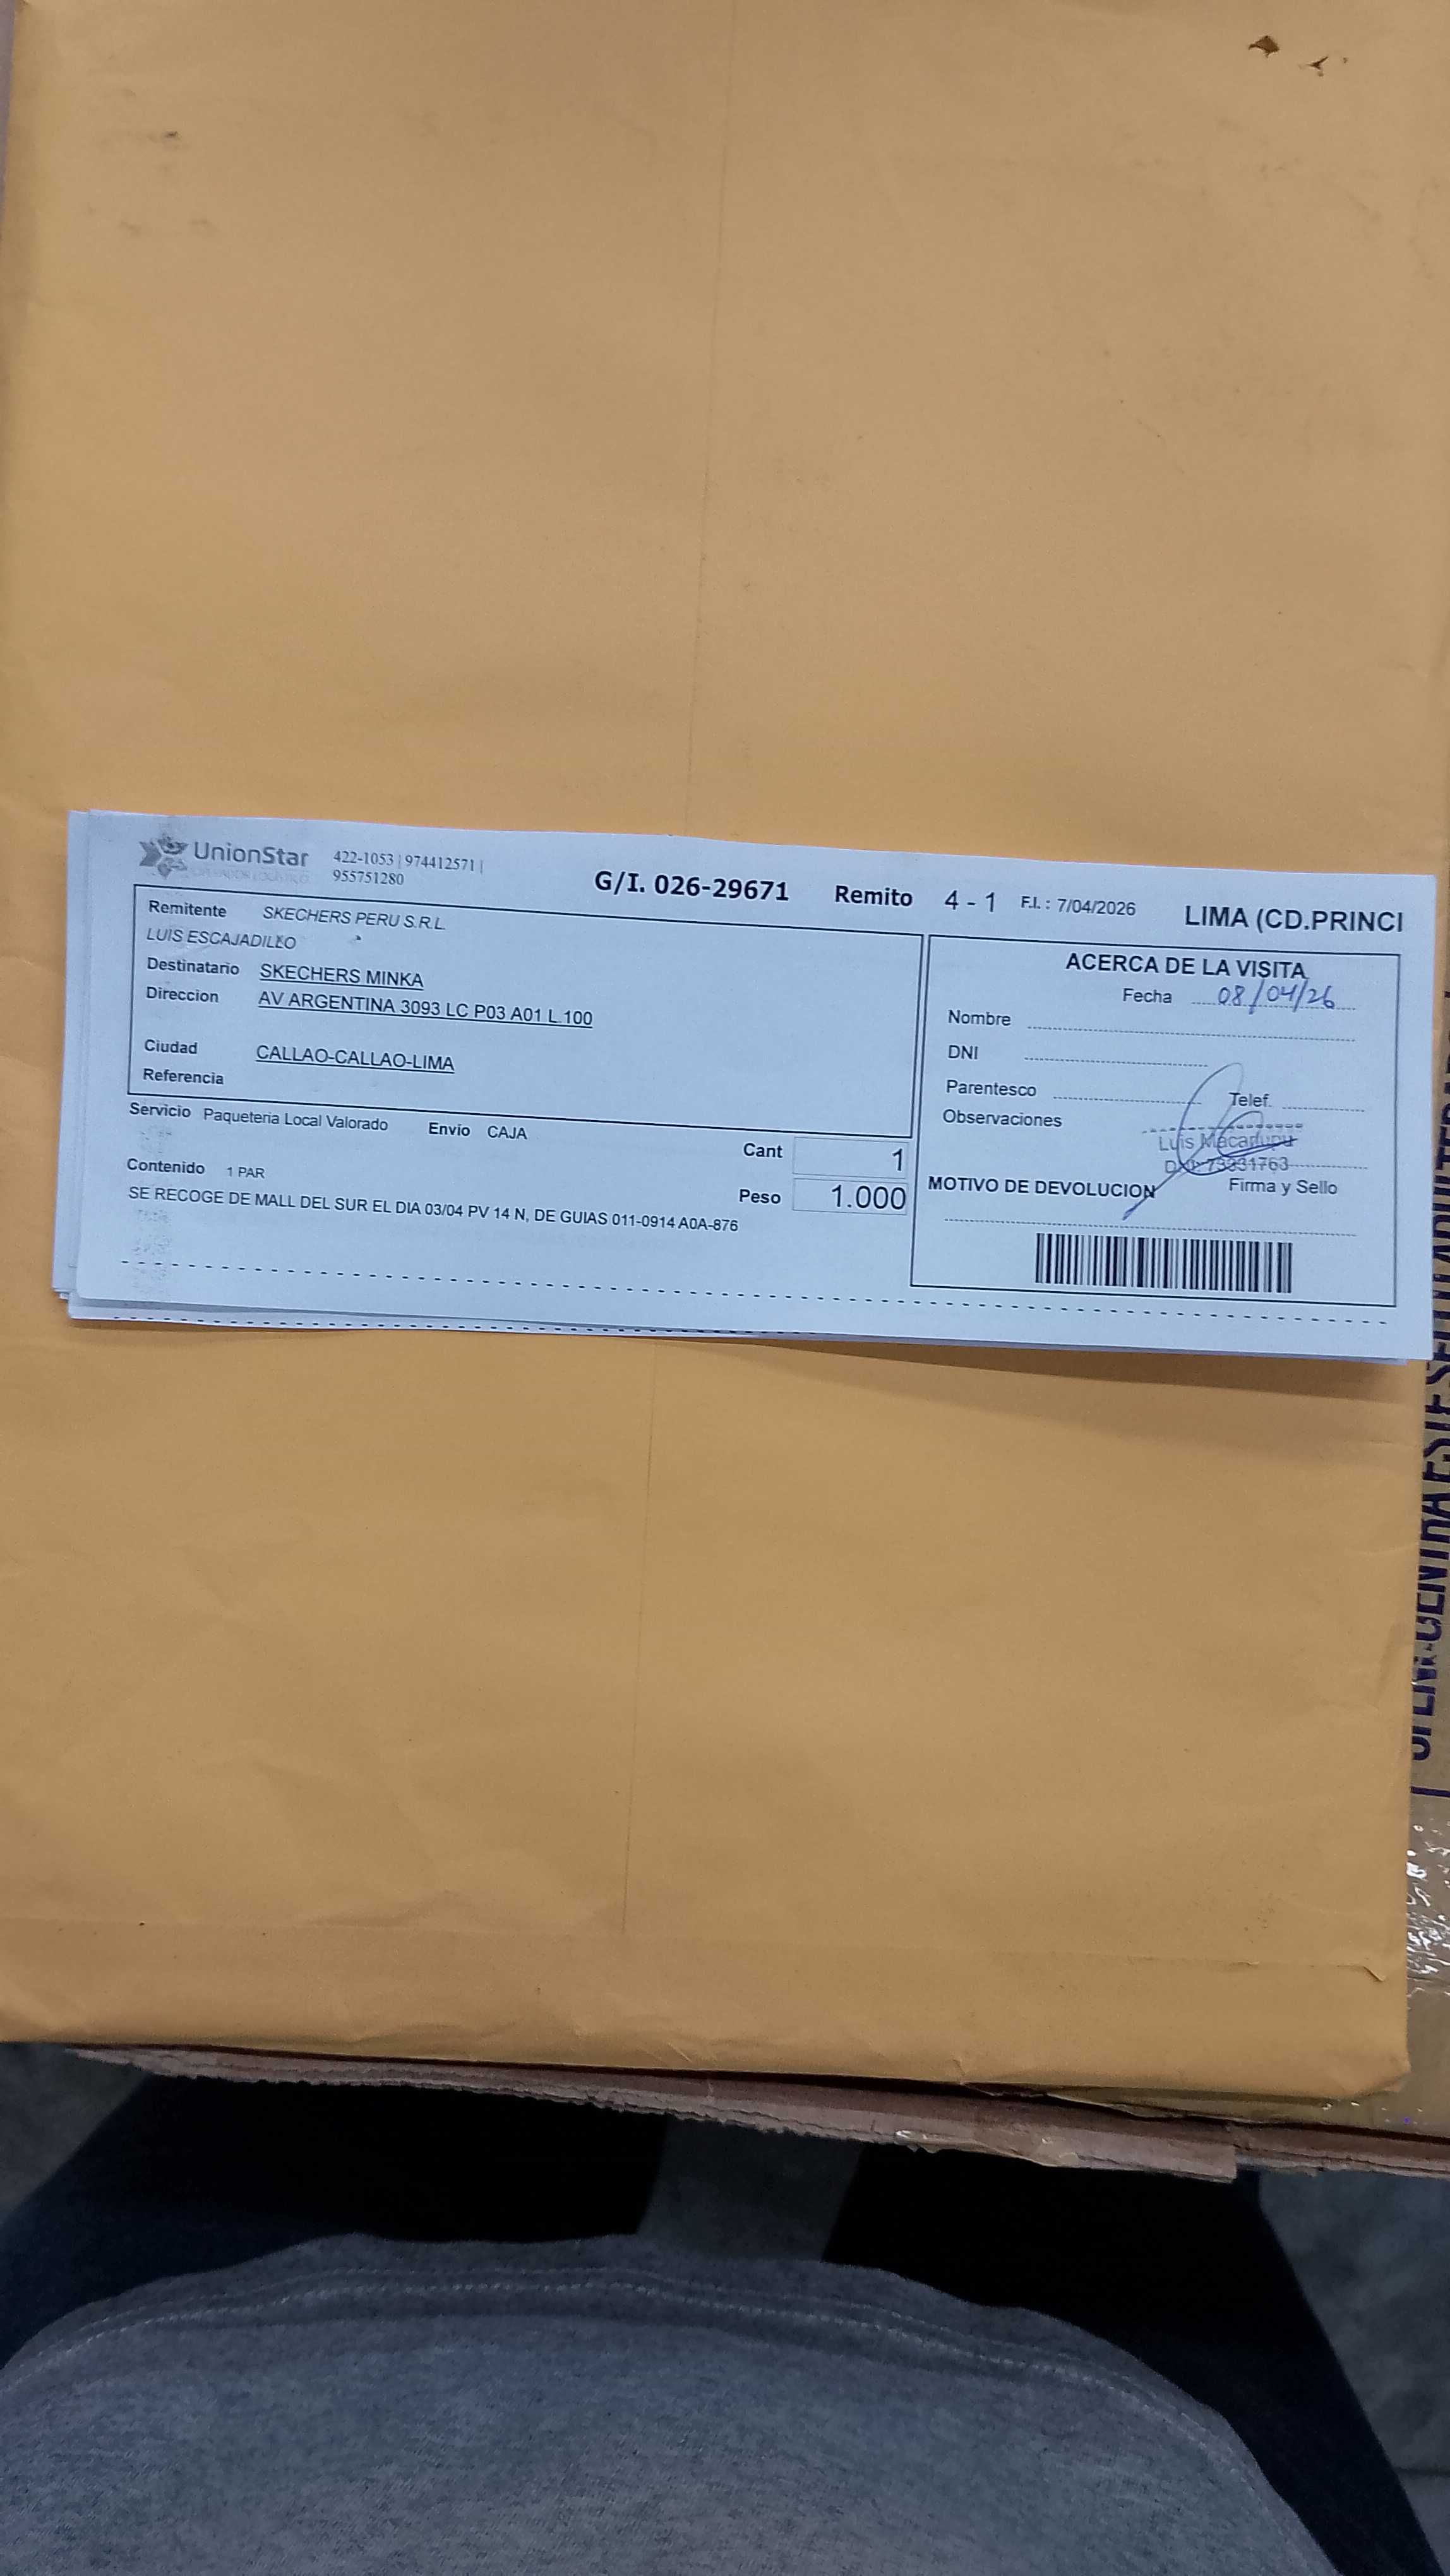 UnionStar
422-1053 | 974412571 |
955751280
G/I. 026-29671 Remito 4 - 1 F.I. : 7/04/2026 LIMA (CD.PRINCI
Remitente SKECHERS PERU S.R.L.
LUIS ESCAJADILLO
Destinatario SKECHERS MINKA
Direccion AV ARGENTINA 3093 LC P03 A01 L.100
Ciudad CALLAO-CALLAO-LIMA
Referencia
Servicio Paqueteria Local Valorado Envio CAJA
Cant 1
Contenido 1 PAR
Peso 1.000
SE RECOGE DE MALL DEL SUR EL DIA 03/04 PV 14 N, DE GUIAS 011-0914 A0A-876
ACERCA DE LA VISITA
Fecha 08/04/26
Nombre
DNI
Parentesco Telef.
Observaciones
Luis
DNI: 73331763
MOTIVO DE DEVOLUCION Firma y Sello